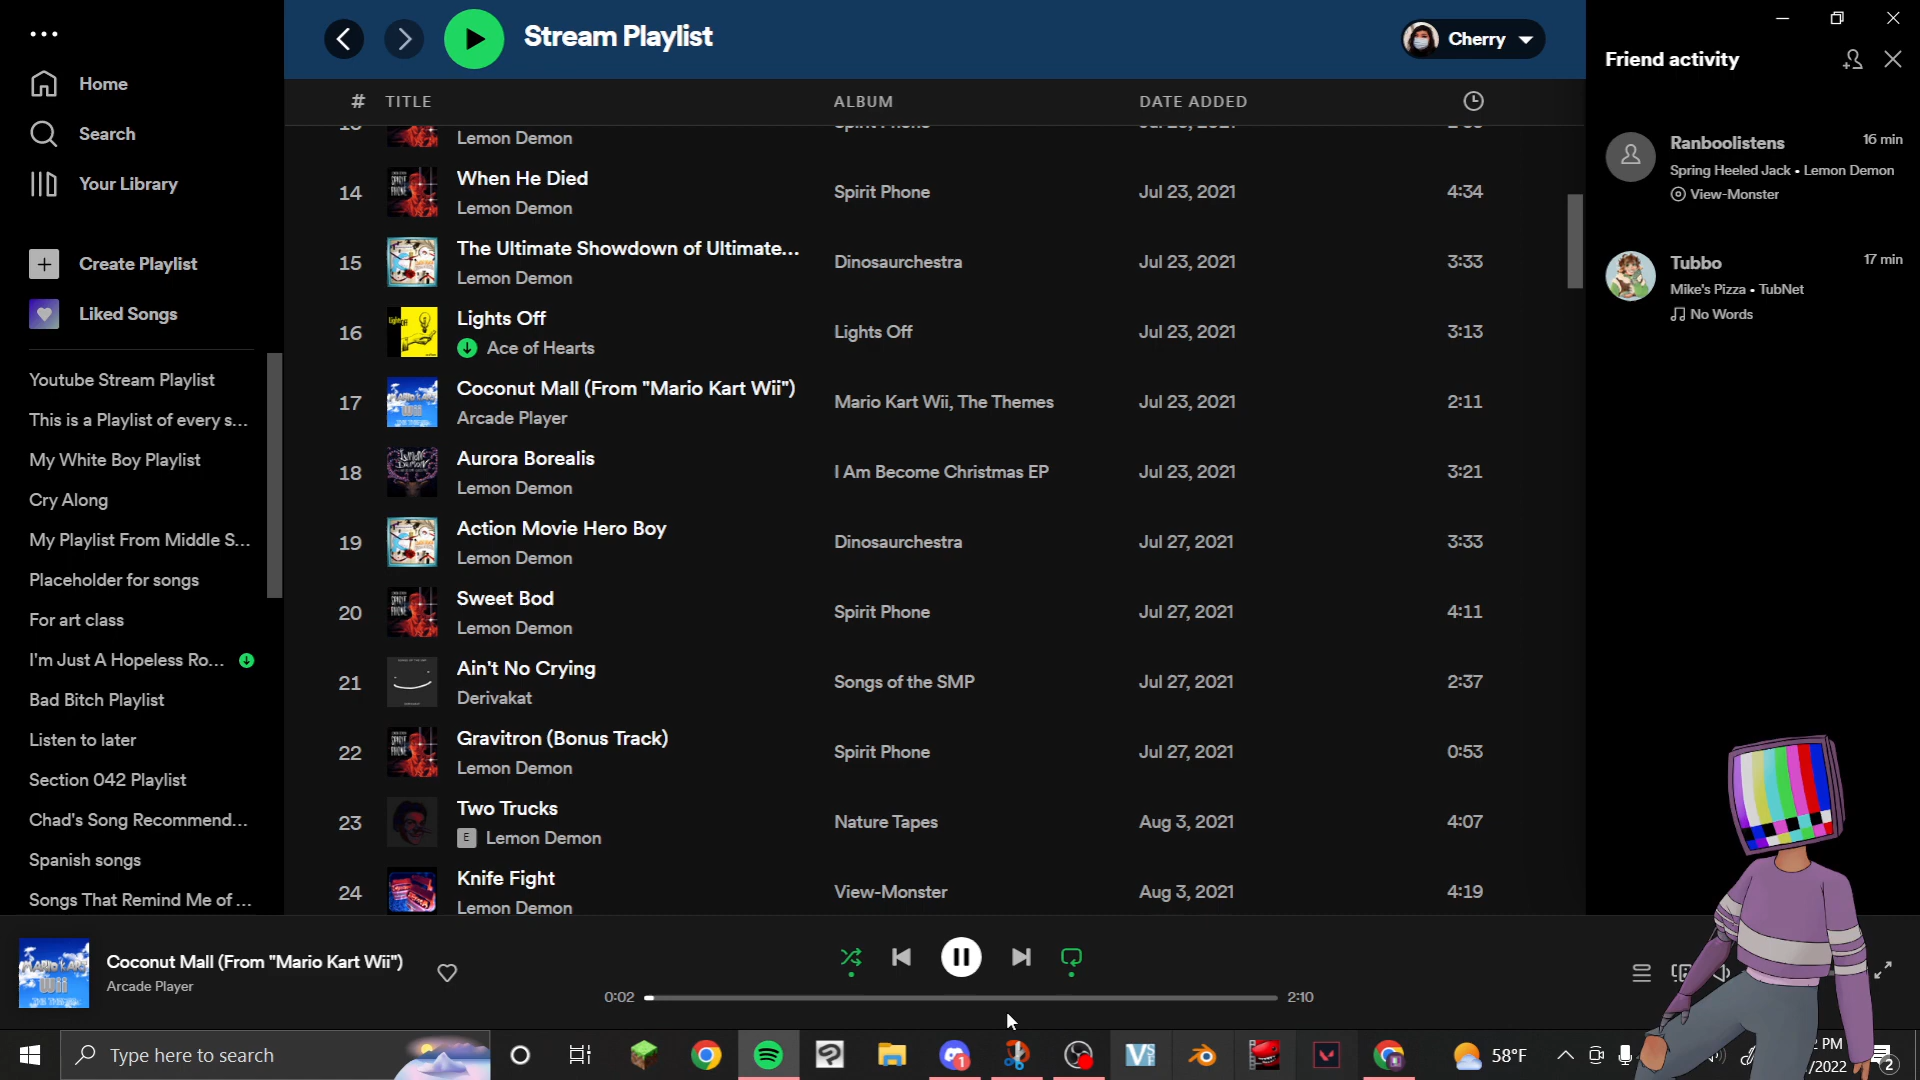 Stream Playlist
Cherry
Home
Search
Your Library
Create Playlist
Liked Songs
Youtube Stream Playlist
This is a Playlist of every s...
My White Boy Playlist
Cry Along
My Playlist From Middle S...
Placeholder for songs
For art class
I'm Just A Hopeless Ro...
Bad Bitch Playlist
Listen to later
Section 042 Playlist
Chad's Song Recommend...
Spanish songs
Songs That Remind Me of ...
# TITLE ALBUM DATE ADDED
Lemon Demon
14 When He Died Spirit Phone Jul 23, 2021 4:34
Lemon Demon
15 The Ultimate Showdown of Ultimate... Dinosaurchestra Jul 23, 2021 3:33
Lemon Demon
16 Lights Off Lights Off Jul 23, 2021 3:13
Ace of Hearts
17 Coconut Mall (From "Mario Kart Wii") Mario Kart Wii, The Themes Jul 23, 2021 2:11
Arcade Player
18 Aurora Borealis I Am Become Christmas EP Jul 23, 2021 3:21
Lemon Demon
19 Action Movie Hero Boy Dinosaurchestra Jul 27, 2021 3:33
Lemon Demon
20 Sweet Bod Spirit Phone Jul 27, 2021 4:11
Lemon Demon
21 Ain't No Crying Songs of the SMP Jul 27, 2021 2:37
Derivakat
22 Gravitron (Bonus Track) Spirit Phone Jul 27, 2021 0:53
Lemon Demon
23 Two Trucks Nature Tapes Aug 3, 2021 4:07
E Lemon Demon
24 Knife Fight View-Monster Aug 3, 2021 4:19
Lemon Demon
Friend activity
Ranboolistens 16 min
Spring Heeled Jack • Lemon Demon
View-Monster
Tubbo 17 min
Mike's Pizza • TubNet
No Words
Coconut Mall (From "Mario Kart Wii")
Arcade Player
0:02 2:10
Type here to search
1
58°F
PM
/2022
2